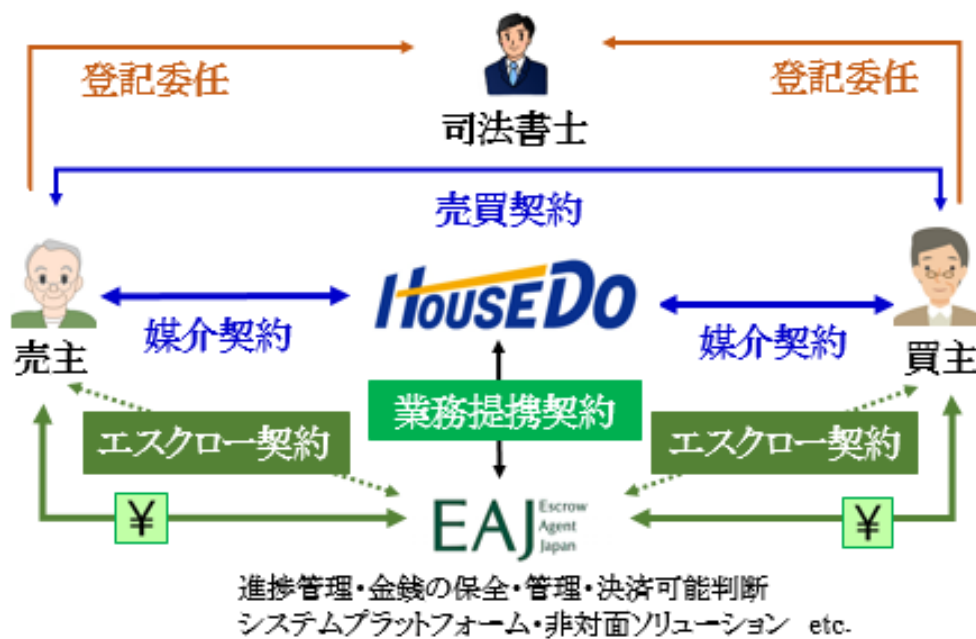 登記委任
登記委任
司法書士
売買契約
HOUSEDO
媒介契約
媒介契約
売主
買主
業務提携契約
エスクロー契約
エスクロー契約
¥
¥
EAJ
Escrow
Agent
Japan
進捗管理・金銭の保全・管理・決済可能判断
システムプラットフォーム・非対面ソリューション etc.